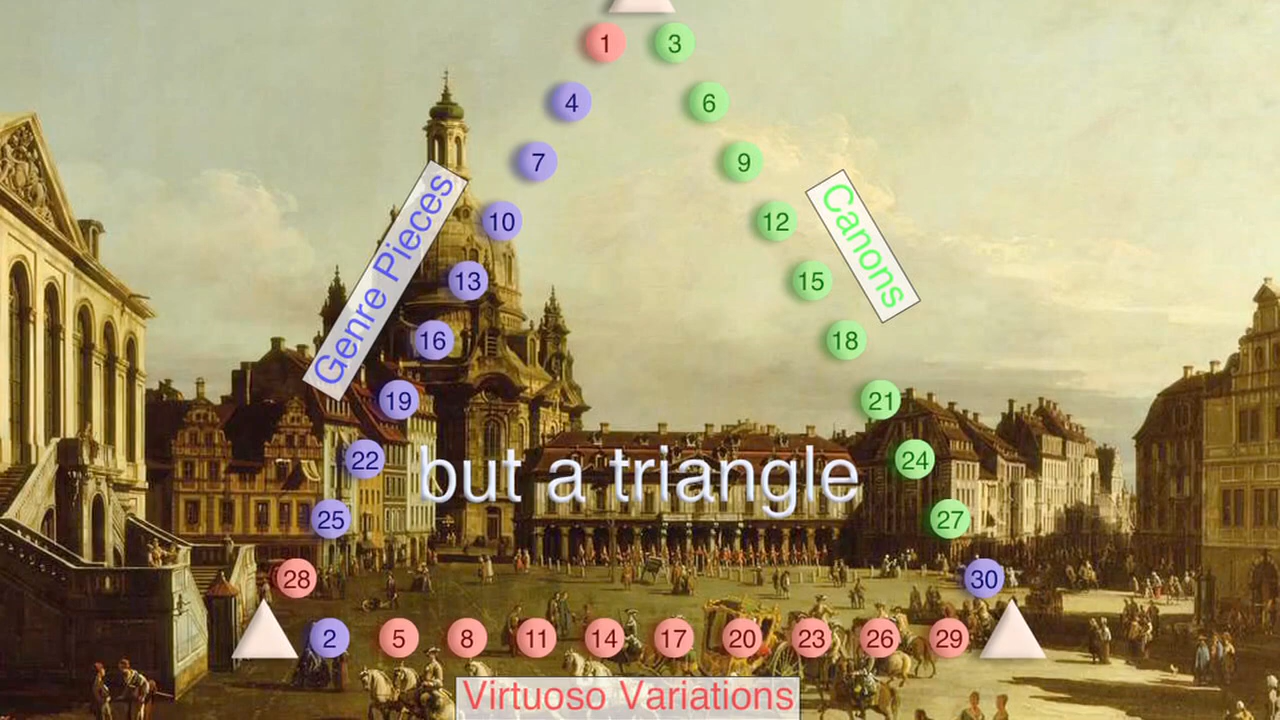 1 3
4 6
7 9
Genre Pieces
10 12
Canons
13 15
16 18
19 21
22 but a triangle 24
25 27
28 30
2 5 8 11 14 17 20 23 26 29
Virtuoso Variations